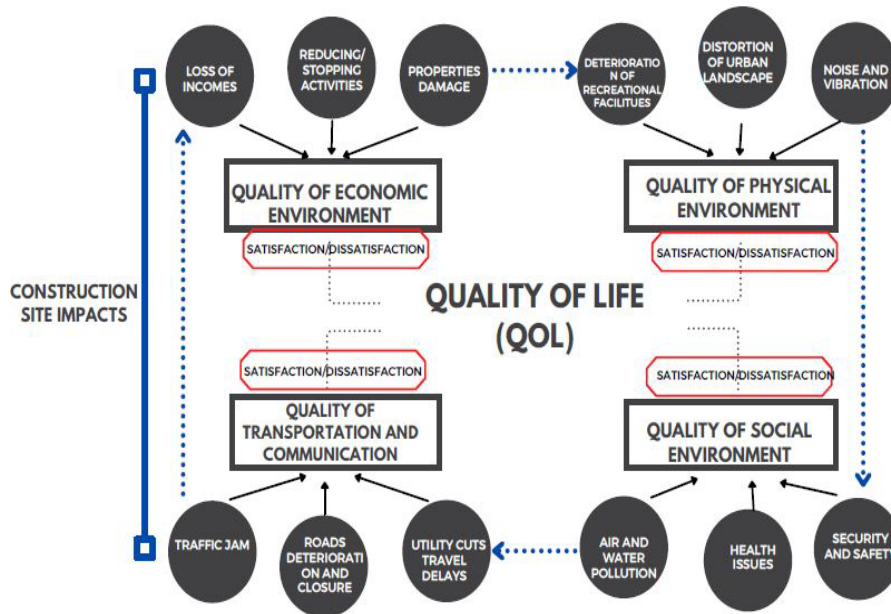 LOSS OF
INCOMES
REDUCING/
STOPPING
ACTIVITIES
PROPERTIES
DAMAGE
DETERIORATIO
N OF
RECREATIONAL
FACILITUES
DISTORTION
OF URBAN
LANDSCAPE
NOISE AND
VIBRATION
QUALITY OF ECONOMIC
ENVIRONMENT
QUALITY OF PHYSICAL
ENVIRONMENT
SATISFACTION/DISSATISFACTION
SATISFACTION/DISSATISFACTION
CONSTRUCTION
SITE IMPACTS
QUALITY OF LIFE
(QOL)
SATISFACTION/DISSATISFACTION
SATISFACTION/DISSATISFACTION
QUALITY OF
TRANSPORTATION AND
COMMUNICATION
QUALITY OF SOCIAL
ENVIRONMENT
TRAFFIC JAM
ROADS
DETERIORATI
ON AND
CLOSURE
UTILITY CUTS
TRAVEL
DELAYS
AIR AND
WATER
POLLUTION
HEALTH
ISSUES
SECURITY
AND SAFETY